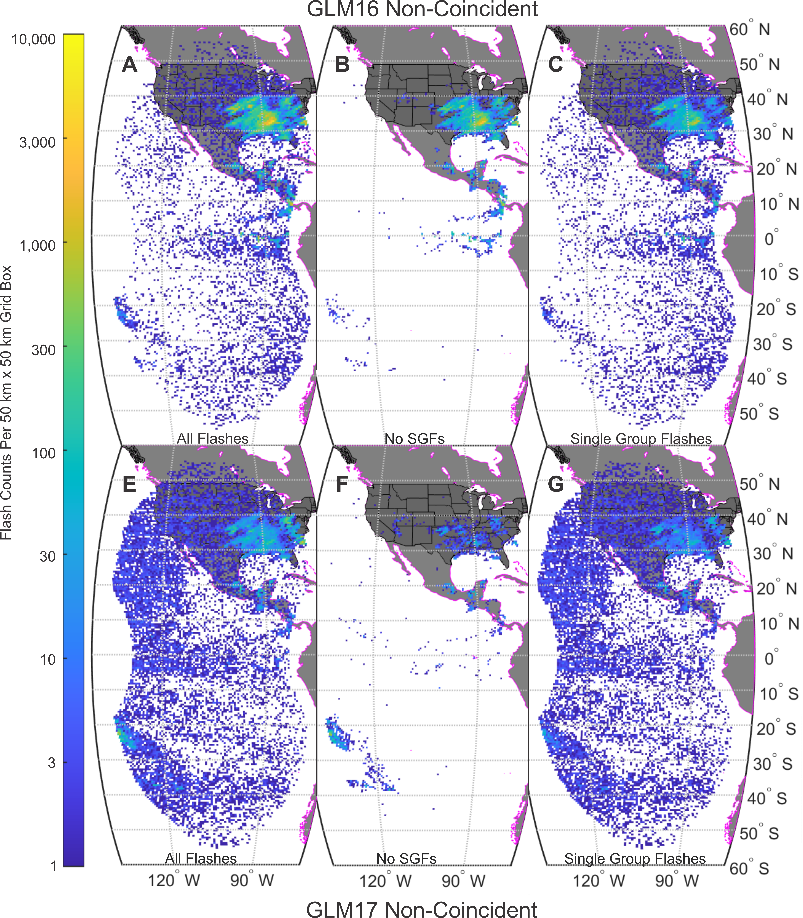 GLM16 Non-Coincident
Flash Counts Per 50 km x 50 km Grid Box
10,000
3,000
1,000
300
100
30
10
3
1
A
B
C
60° N
50° N
40° N
30° N
20° N
10° N
0°
10° S
20° S
30° S
40° S
50° S
All Flashes
No SGFs
Single Group Flashes
E
F
G
50° N
40° N
30° N
20° N
10° N
0°
10° S
20° S
30° S
40° S
50° S
60° S
All Flashes
No SGFs
Single Group Flashes
120° W 90° W 120° W 90° W 120° W 90° W
GLM17 Non-Coincident